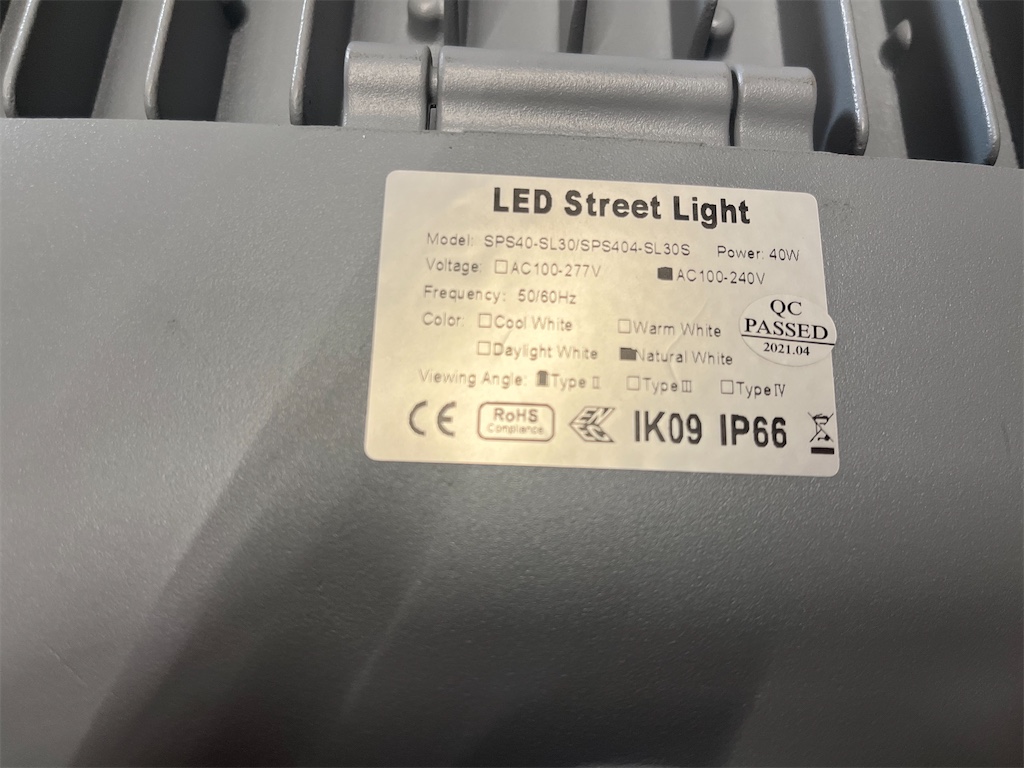 LED Street Light
Model: SPS40-SL30/SPS404-SL30S Power: 40W
Voltage: ☐AC100-277V ■AC100-240V
Frequency: 50/60Hz
Color: ☐Cool White ☐Warm White
☐Daylight White ■Natural White
Viewing Angle: ■Type II ☐Type III ☐Type IV
QC
PASSED
2021.04
CE RoHS IK09 IP66
Compliance